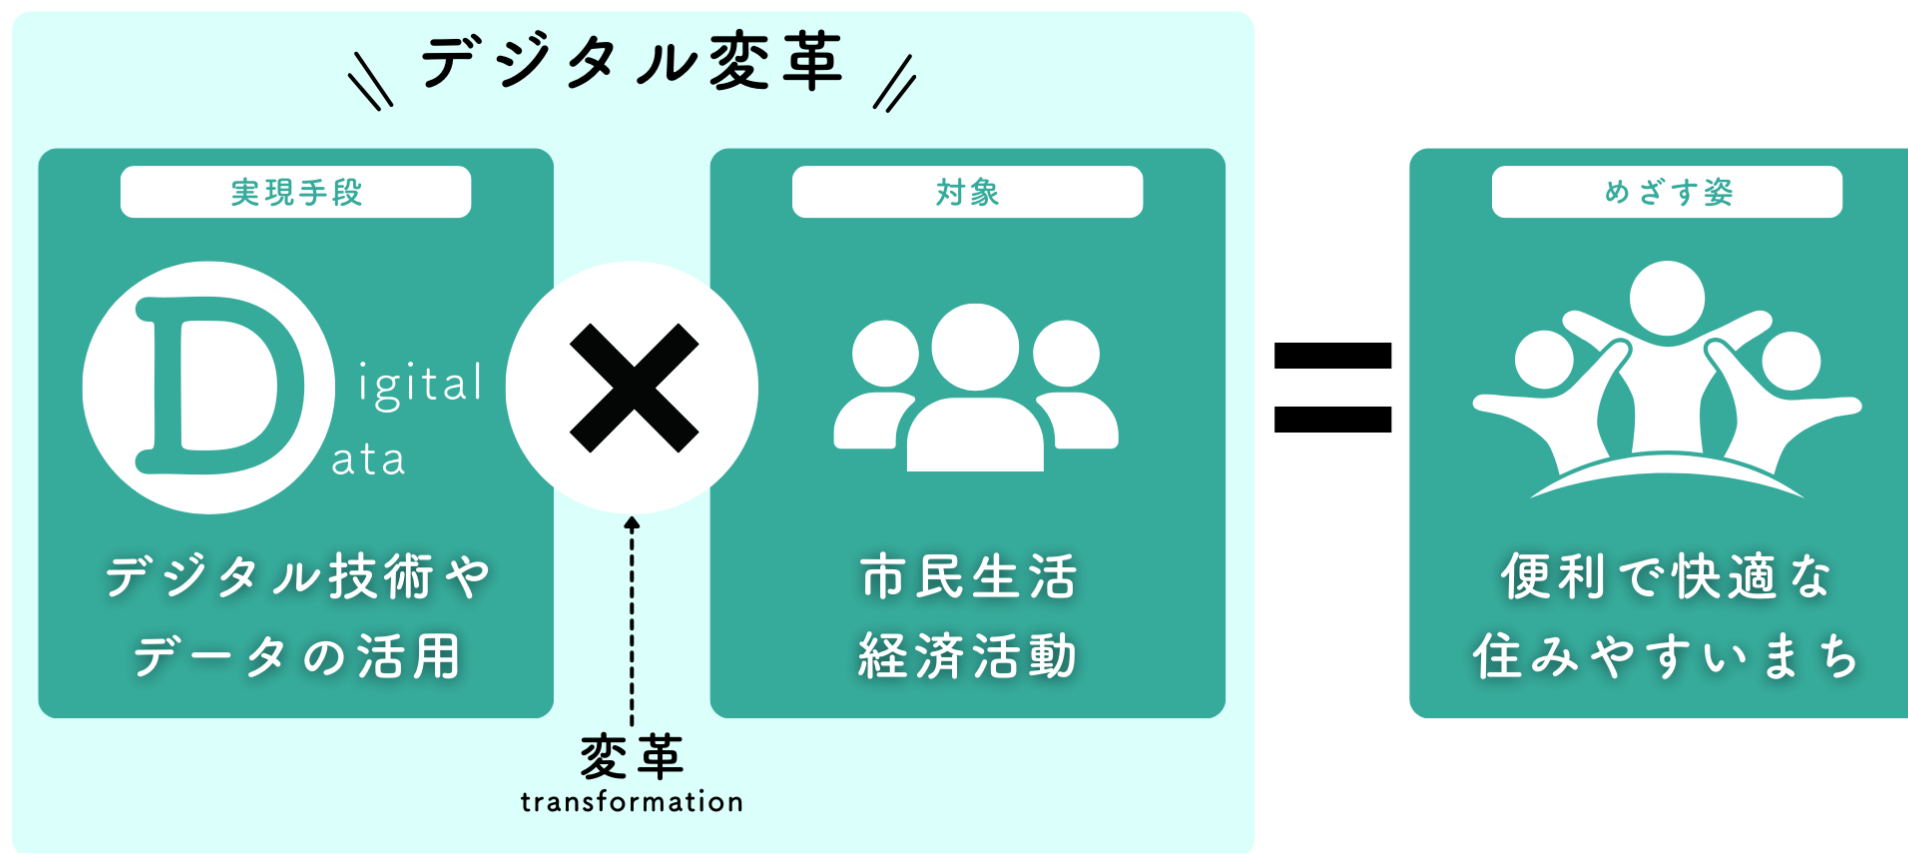 デジタル変革
実現手段
Digital
Data
デジタル技術や
データの活用
×
変革
transformation
対象
市民生活
経済活動
=
めざす姿
便利で快適な
住みやすいまち